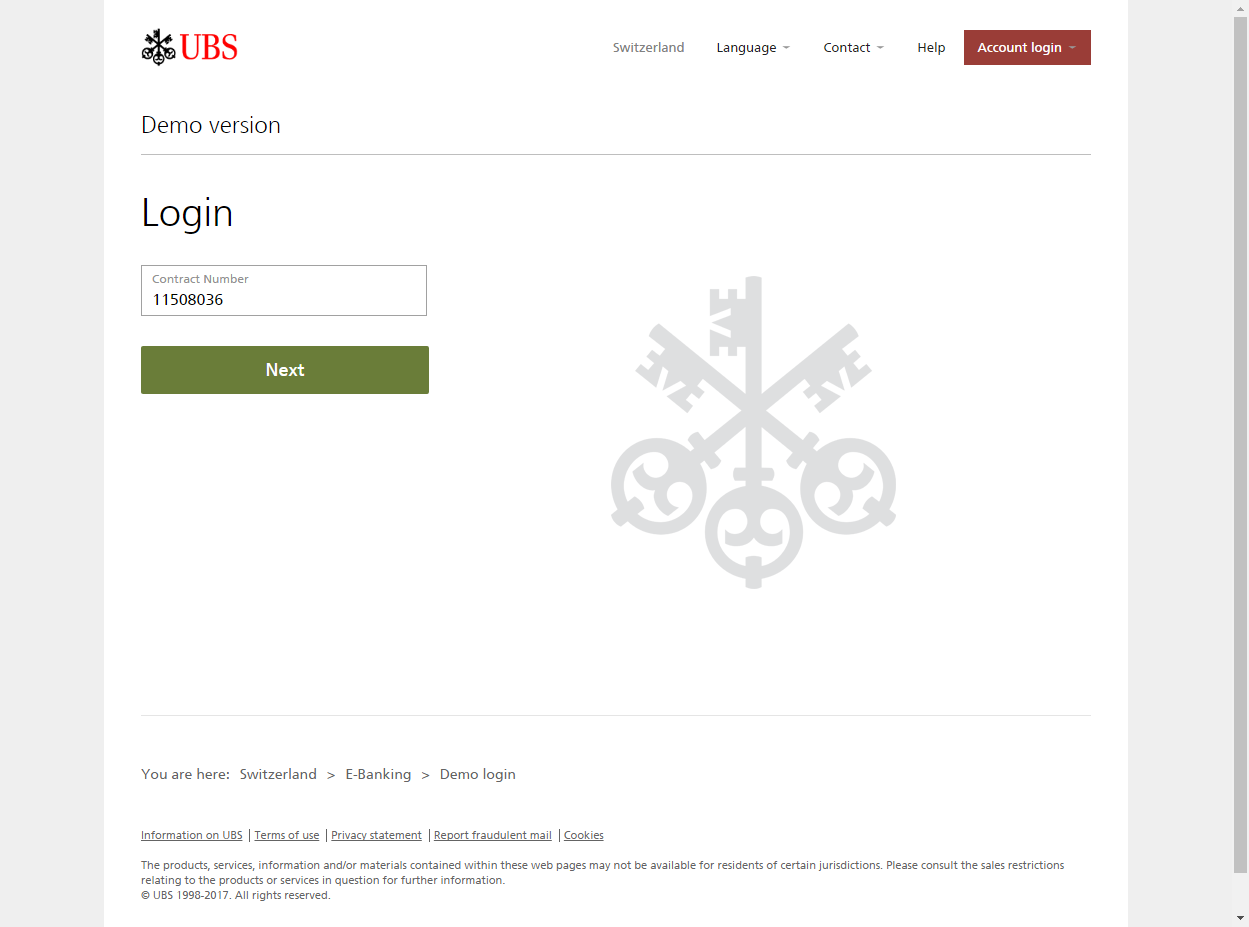 UBS
Switzerland
Language
Contact
Help
Account login
Demo version
Login
Contract Number
11508036
Next
You are here: Switzerland > E-Banking > Demo login
Information on UBS | Terms of use | Privacy statement | Report fraudulent mail | Cookies
The products, services, information and/or materials contained within these web pages may not be available for residents of certain jurisdictions. Please consult the sales restrictions
relating to the products or services in question for further information.
© UBS 1998-2017. All rights reserved.